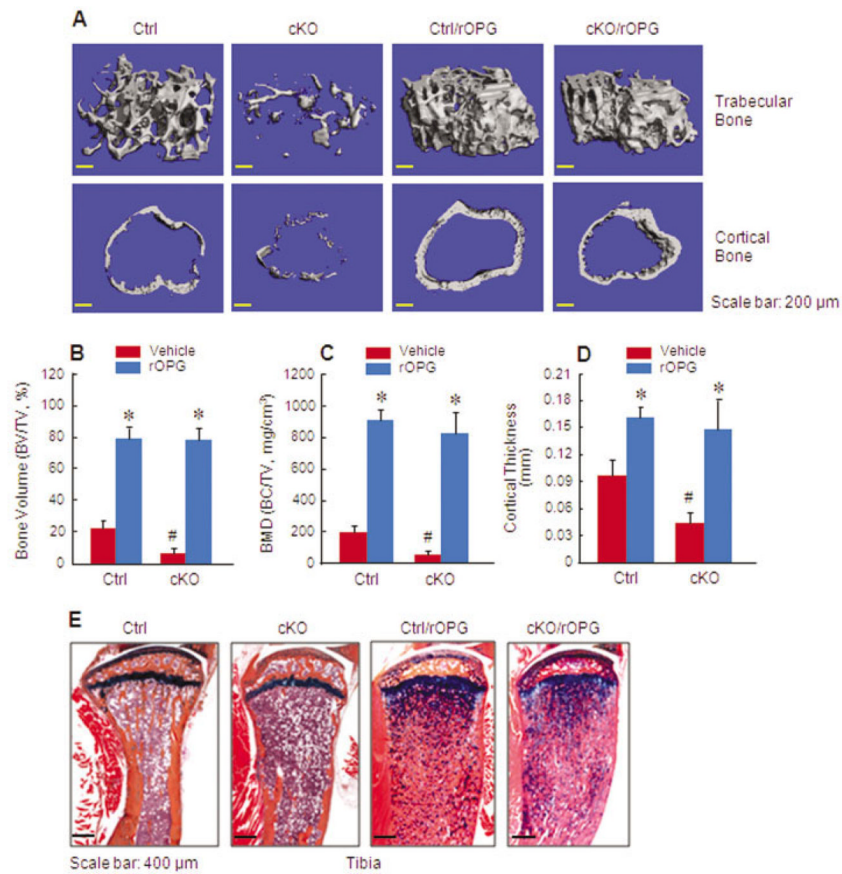 A
Ctrl
cKO
Ctrl/rOPG
cKO/rOPG
Trabecular
Bone
Cortical
Bone
Scale bar: 200 µm
B
Vehicle
rOPG
Bone Volume (BV/TV, %)
120
100
80
60
40
20
0
*
*
#
Ctrl
cKO
C
Vehicle
rOPG
BMD (BC/TV, mg/cm³)
1200
1000
800
600
400
200
0
*
*
#
Ctrl
cKO
D
Vehicle
rOPG
Cortical Thickness
(mm)
0.21
0.18
0.15
0.12
0.09
0.06
0.03
0
*
*
#
Ctrl
cKO
E
Ctrl
cKO
Ctrl/rOPG
cKO/rOPG
Scale bar: 400 µm
Tibia